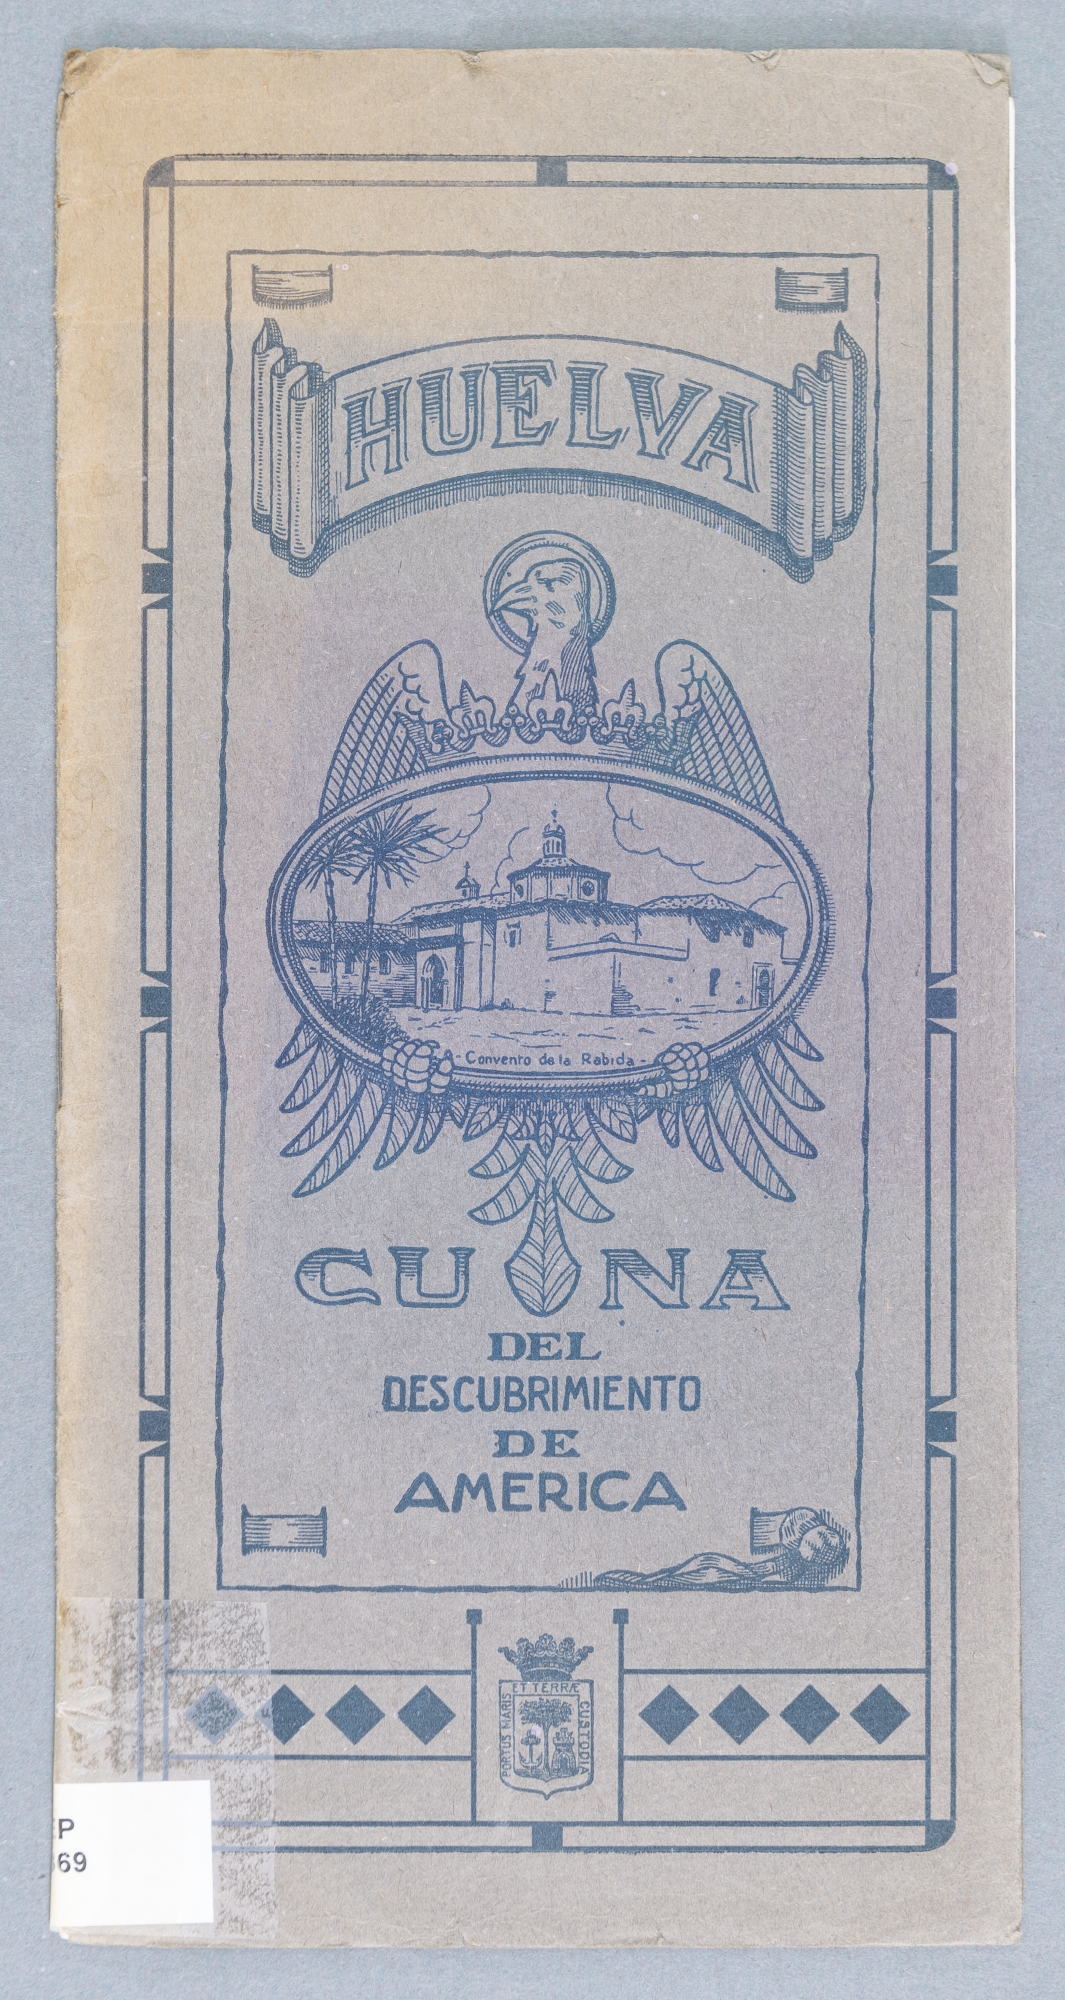 HUELVA
- Convento de la Rabida -
CUNA
DEL
DESCUBRIMIENTO
DE
AMERICA
PORTUS MARIS ET TERRÆ CUSTODIA
P
69